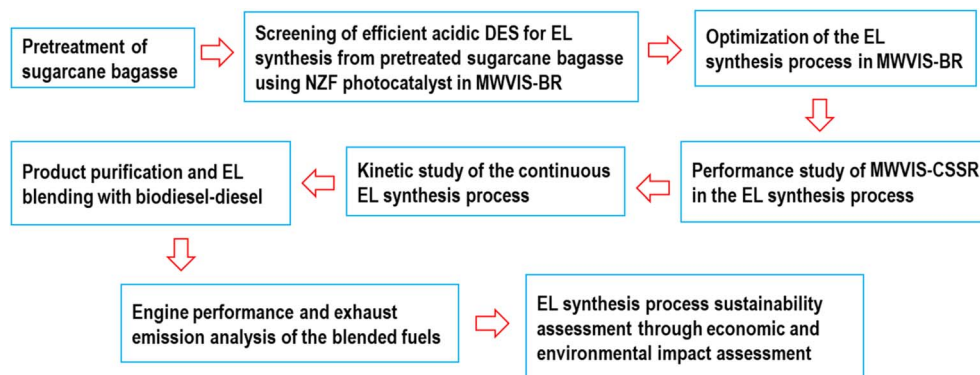 Pretreatment of
sugarcane bagasse
Screening of efficient acidic DES for EL
synthesis from pretreated sugarcane bagasse
using NZF photocatalyst in MWVIS-BR
Optimization of the EL
synthesis process in MWVIS-BR
Performance study of MWVIS-CSSR
in the EL synthesis process
Kinetic study of the continuous
EL synthesis process
Product purification and EL
blending with biodiesel-diesel
Engine performance and exhaust
emission analysis of the blended fuels
EL synthesis process sustainability
assessment through economic and
environmental impact assessment